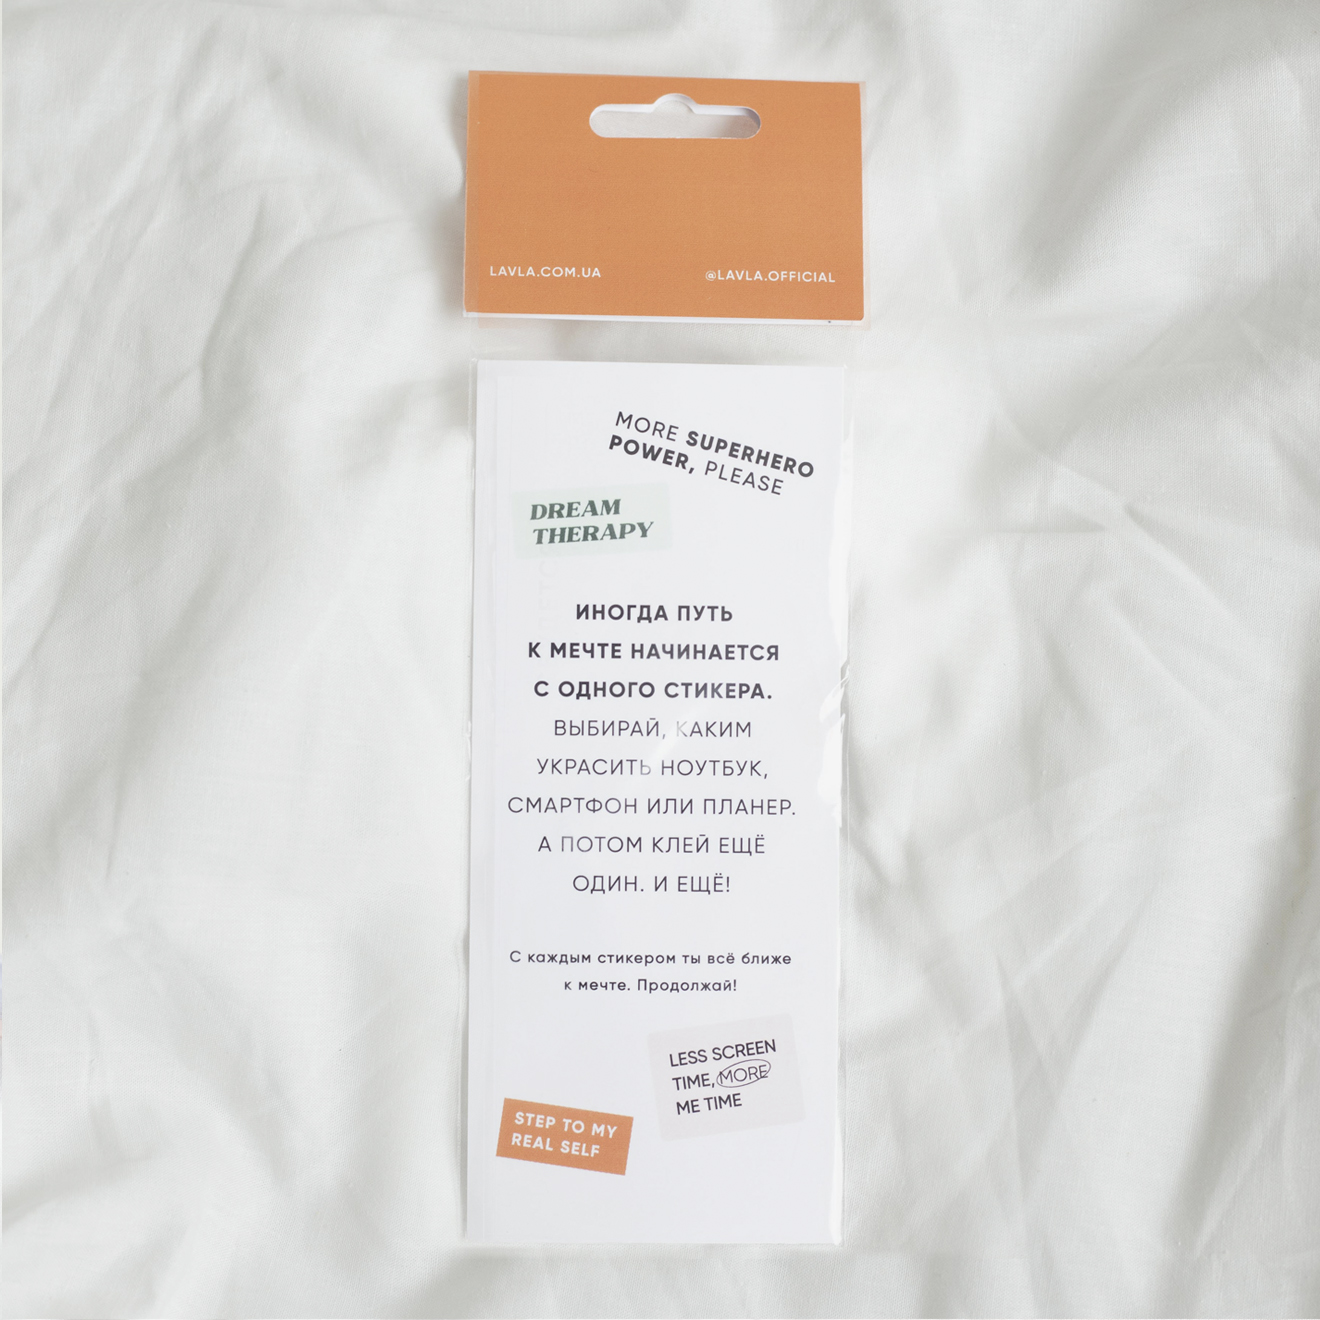 LAVLA.COM.UA
@LAVLA.OFFICIAL
MORE SUPERHERO
POWER, PLEASE
DREAM
THERAPY
ИНОГДА ПУТЬ
К МЕЧТЕ НАЧИНАЕТСЯ
С ОДНОГО СТИКЕРА.
ВЫБИРАЙ, КАКИМ
УКРАСИТЬ НОУТБУК,
СМАРТФОН ИЛИ ПЛАНЕР.
А ПОТОМ КЛЕЙ ЕЩЁ
ОДИН. И ЕЩЁ!
С каждым стикером ты всё ближе
к мечте. Продолжай!
LESS SCREEN
TIME, MORE
ME TIME
STEP TO MY
REAL SELF